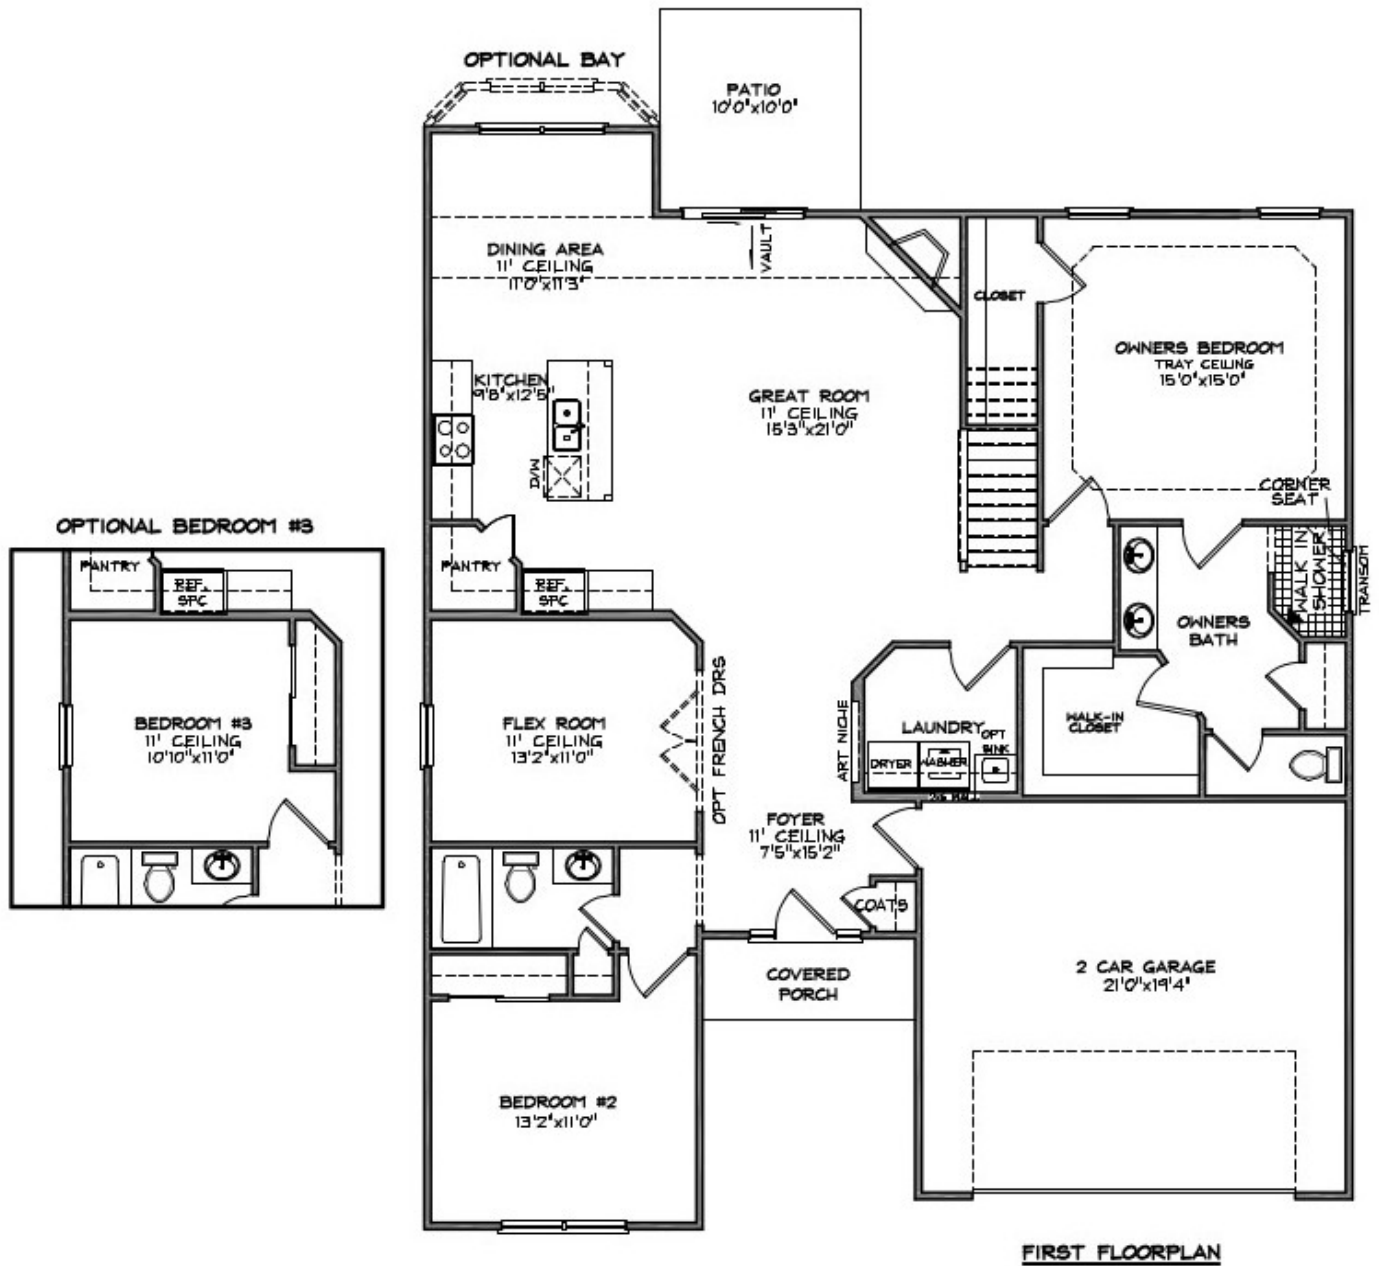 OPTIONAL BAY
PATIO
10'0"x10'0"
VAULT
DINING AREA
11' CEILING
11'0"x11'3"
CLOSET
OWNERS BEDROOM
TRAY CEILING
15'0"x15'0"
KITCHEN
9'8"x12'5"
GREAT ROOM
11' CEILING
15'3"x21'0"
D/W
CORNER
SEAT
WALK IN
SHOWER
TRANSOM
OPTIONAL BEDROOM #3
PANTRY
REF.
SPC
PANTRY
REF.
SPC
OWNERS
BATH
BEDROOM #3
11' CEILING
10'10"x11'0"
FLEX ROOM
11' CEILING
13'2"x11'0"
OPT FRENCH DRS
ART NICHE
LAUNDRY
OPT
SINK
DRYER
WASHER
WALK-IN
CLOSET
FOYER
11' CEILING
7'5"x15'2"
COATS
COVERED
PORCH
2 CAR GARAGE
21'0"x19'4"
BEDROOM #2
13'2"x11'0"
FIRST FLOORPLAN